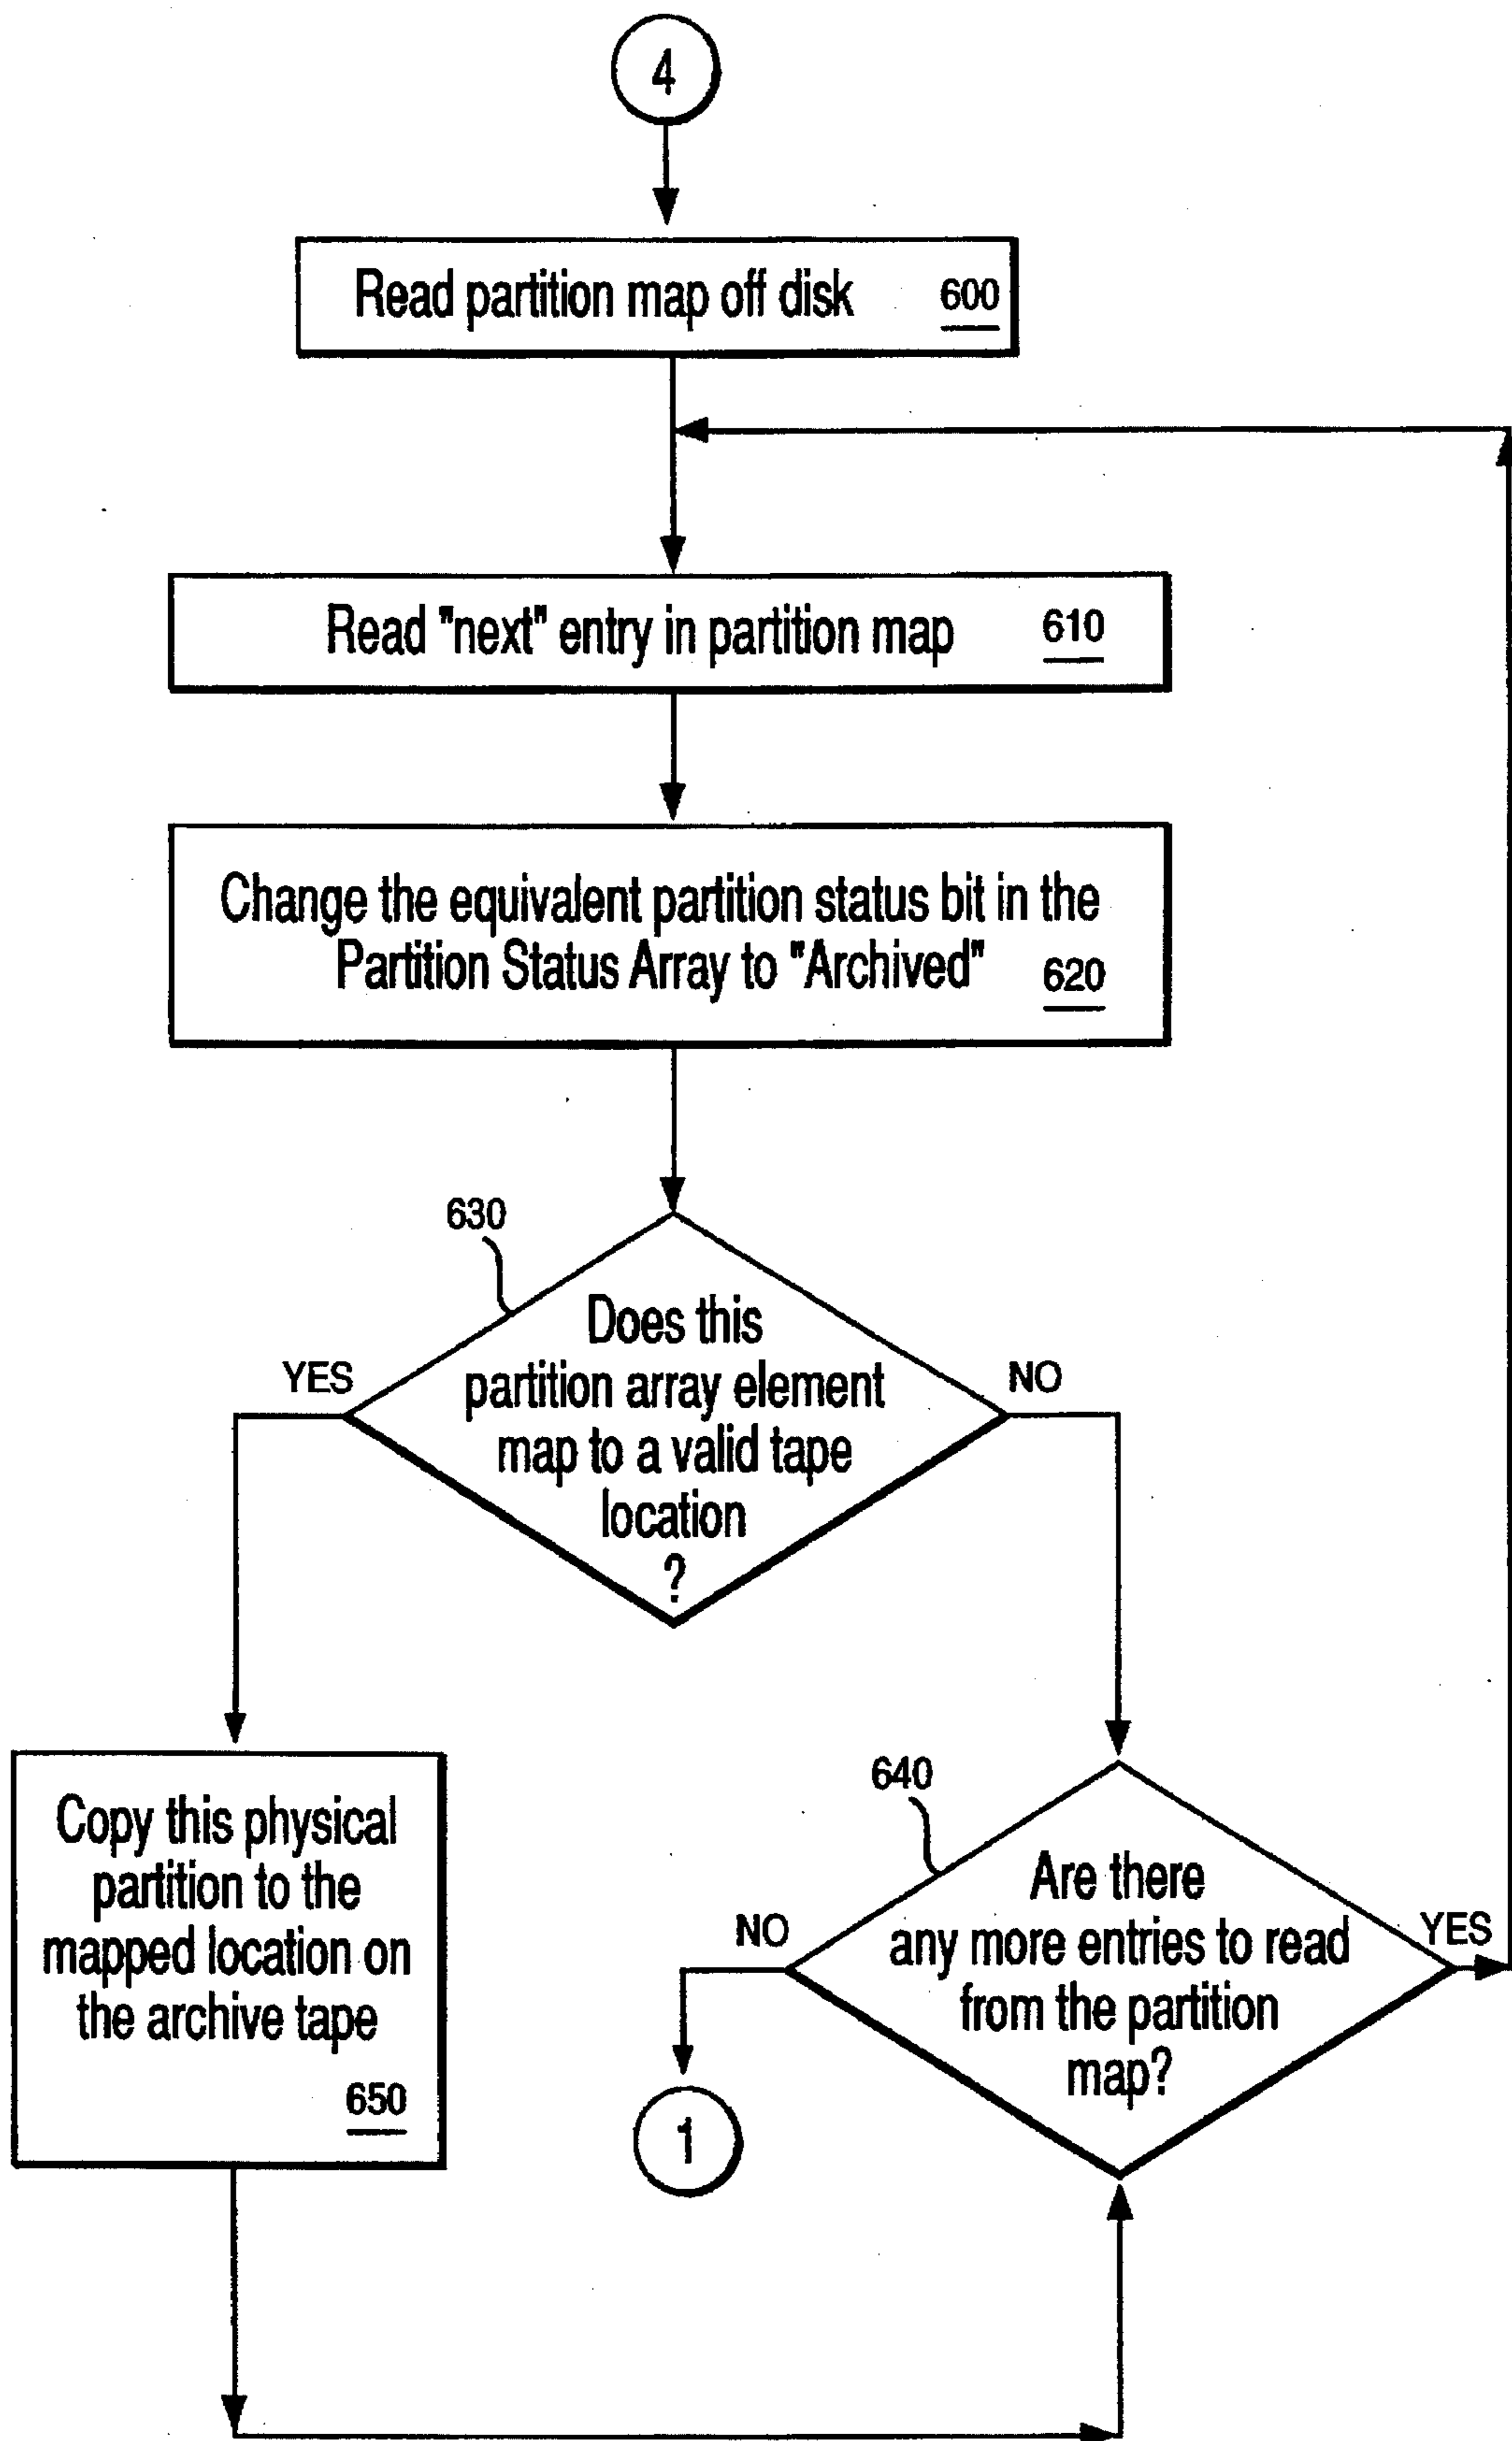 4
Read partition map off disk 600
Read "next" entry in partition map 610
Change the equivalent partition status bit in the
Partition Status Array to "Archived" 620
630
Does this
partition array element
map to a valid tape
location
?
YES
NO
Copy this physical
partition to the
mapped location on
the archive tape
650
640
Are there
any more entries to read
from the partition
map?
NO
YES
1